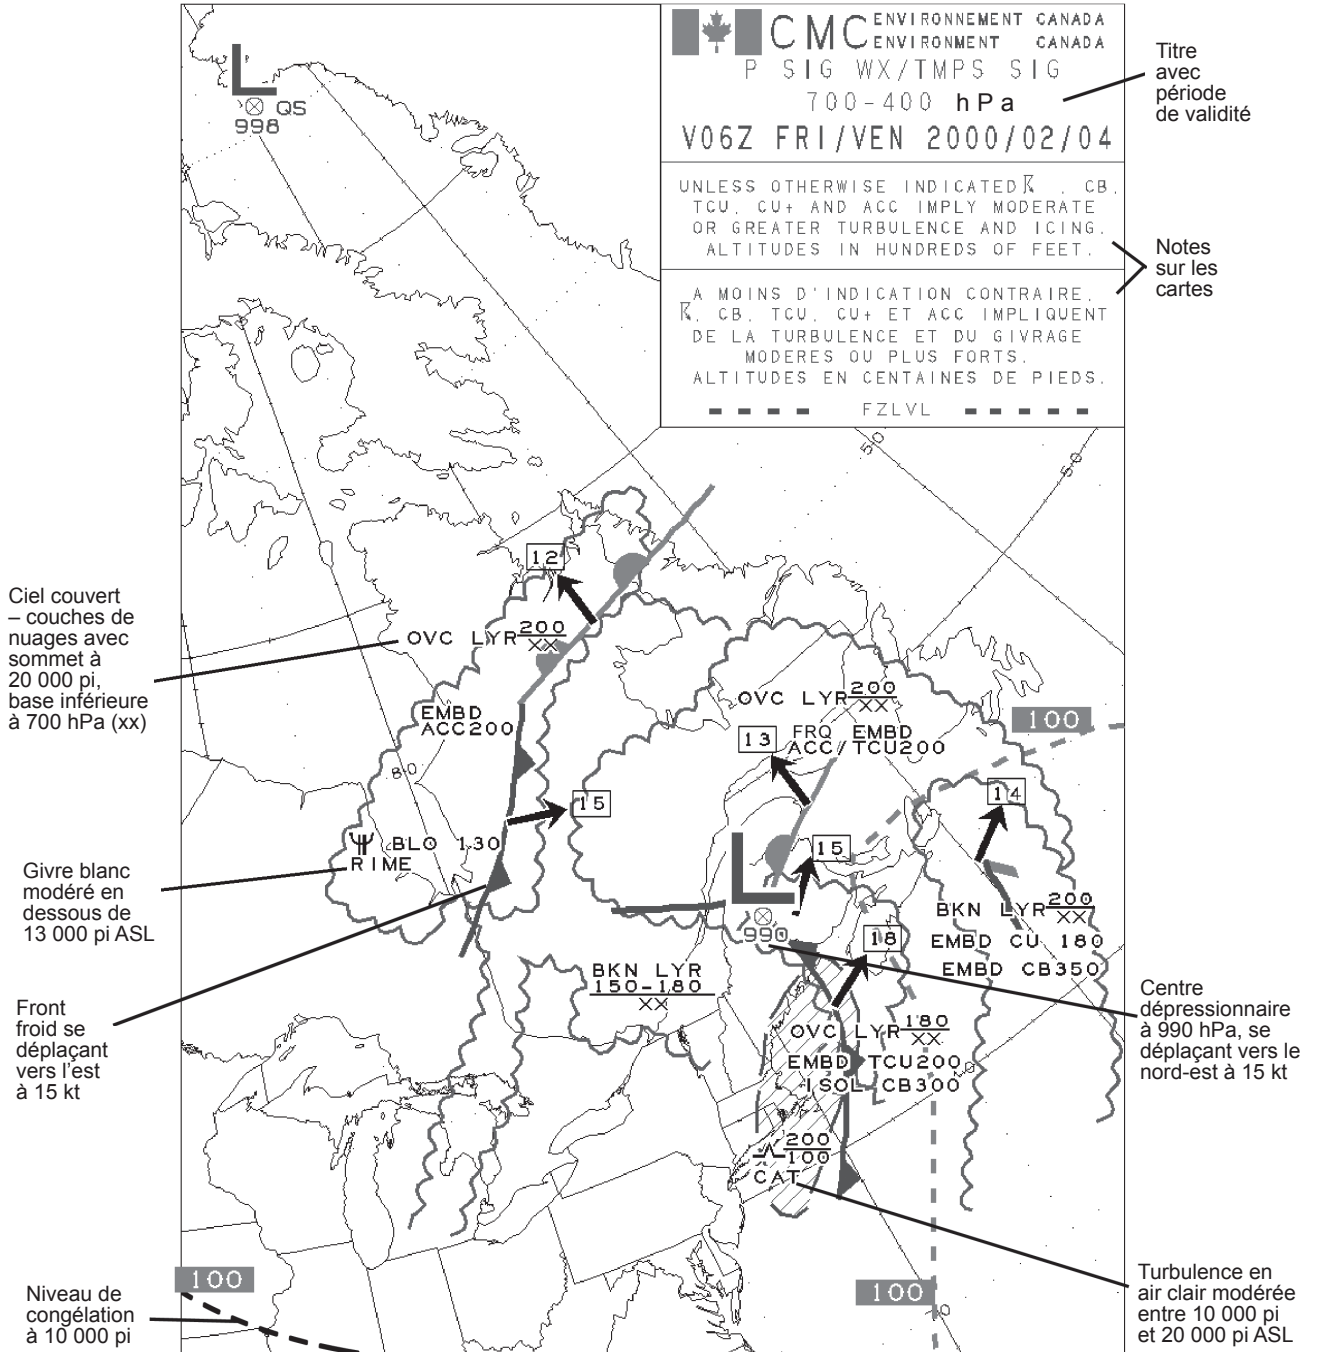 CMC
ENVIRONNEMENT CANADA
ENVIRONMENT CANADA
P SIG WX/TMPS SIG
700-400 hPa
V06Z FRI/VEN 2000/02/04
UNLESS OTHERWISE INDICATED , CB,
TCU, CU+ AND ACC IMPLY MODERATE
OR GREATER TURBULENCE AND ICING.
ALTITUDES IN HUNDREDS OF FEET.
A MOINS D'INDICATION CONTRAIRE,
, CB, TCU, CU+ ET ACC IMPLIQUENT
DE LA TURBULENCE ET DU GIVRAGE
MODERES OU PLUS FORTS.
ALTITUDES EN CENTAINES DE PIEDS.
FZLVL
Titre
avec
période
de validité
Notes
sur les
cartes
L
QS
998
50
50
12
Ciel couvert
– couches de
nuages avec
sommet à
20 000 pi,
base inférieure
à 700 hPa (xx)
OVC LYR 200
XX
EMBD
ACC200
80
OVC LYR 200
XX
FRQ EMBD
ACC/TCU200
13
100
14
15
BLO 130
RIME
Givre blanc
modéré en
dessous de
13 000 pi ASL
15
L
990
18
BKN LYR 200
XX
EMBD CU 180
EMBD CB350
BKN LYR
150-180
XX
Front
froid se
déplaçant
vers l'est
à 15 kt
Centre
dépressionnaire
à 990 hPa, se
déplaçant vers le
nord-est à 15 kt
OVC LYR 180
XX
EMBD TCU200
ISOL CB300
200
100
CAT
100
100
Niveau de
congélation
à 10 000 pi
Turbulence en
air clair modérée
entre 10 000 pi
et 20 000 pi ASL